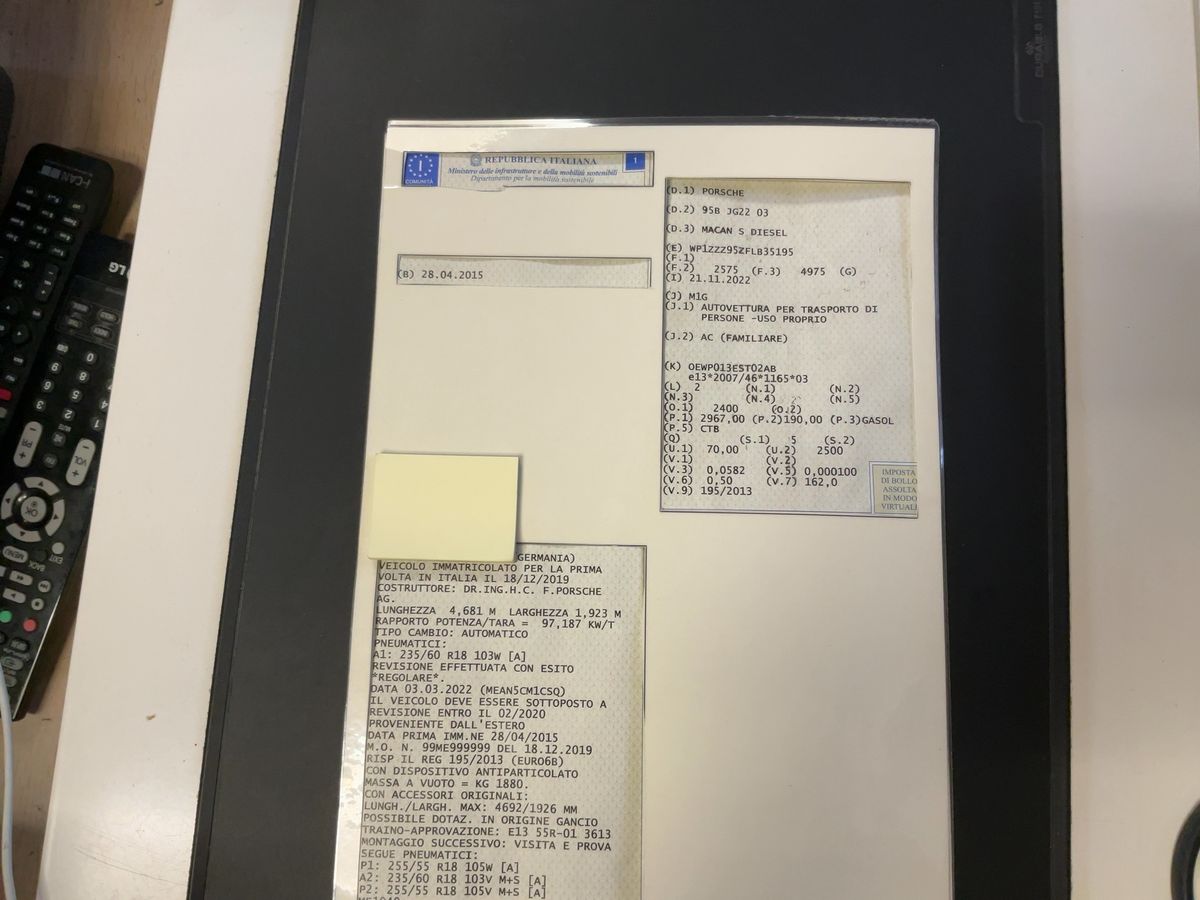 I
COMUNITÀ
REPUBBLICA ITALIANA
Ministero delle infrastrutture e della mobilità sostenibili
Dipartimento per la mobilità sostenibile
1
(B) 28.04.2015
(D.1) PORSCHE
(D.2) 95B JG22 03
(D.3) MACAN S DIESEL
(E) WP1ZZZ95ZFLB35195
(F.1)
(F.2) 2575 (F.3) 4975 (G)
(I) 21.11.2022
(J) M1G
(J.1) AUTOVETTURA PER TRASPORTO DI
PERSONE -USO PROPRIO
(J.2) AC (FAMILIARE)
(K) OEWP013EST02AB
e13*2007/46*1165*03
(L) 2 (N.1) (N.2)
(N.3) (N.4) (N.5)
(O.1) 2400 (O.2)
(P.1) 2967,00 (P.2)190,00 (P.3)GASOL
(P.5) CTB
(Q) (S.1) 5 (S.2)
(U.1) 70,00 (U.2) 2500
(V.1) (V.2)
(V.3) 0,0582 (V.5) 0,000100
(V.6) 0,50 (V.7) 162,0
(V.9) 195/2013
IMPOSTA
DI BOLLO
ASSOLTA
IN MODO
VIRTUALE
GERMANIA)
VEICOLO IMMATRICOLATO PER LA PRIMA
VOLTA IN ITALIA IL 18/12/2019
COSTRUTTORE: DR.ING.H.C. F.PORSCHE
AG.
LUNGHEZZA 4,681 M LARGHEZZA 1,923 M
RAPPORTO POTENZA/TARA = 97,187 KW/T
TIPO CAMBIO: AUTOMATICO
PNEUMATICI:
A1: 235/60 R18 103W [A]
REVISIONE EFFETTUATA CON ESITO
*REGOLARE*.
DATA 03.03.2022 (MEAN5CM1CSQ)
IL VEICOLO DEVE ESSERE SOTTOPOSTO A
REVISIONE ENTRO IL 02/2020
PROVENIENTE DALL'ESTERO
DATA PRIMA IMM.NE 28/04/2015
M.O. N. 99ME999999 DEL 18.12.2019
RISP IL REG 195/2013 (EURO6B)
CON DISPOSITIVO ANTIPARTICOLATO
MASSA A VUOTO = KG 1880.
CON ACCESSORI ORIGINALI:
LUNGH./LARGH. MAX: 4692/1926 MM
POSSIBILE DOTAZ. IN ORIGINE GANCIO
TRAINO-APPROVAZIONE: E13 55R-01 3613
MONTAGGIO SUCCESSIVO: VISITA E PROVA
SEGUE PNEUMATICI:
P1: 255/55 R18 105W [A]
A2: 235/60 R18 103V M+S [A]
P2: 255/55 R18 105V M+S [A]
i-CAN
LG
VOL
PR
OK
MENU
BACK
EXIT
MUTE